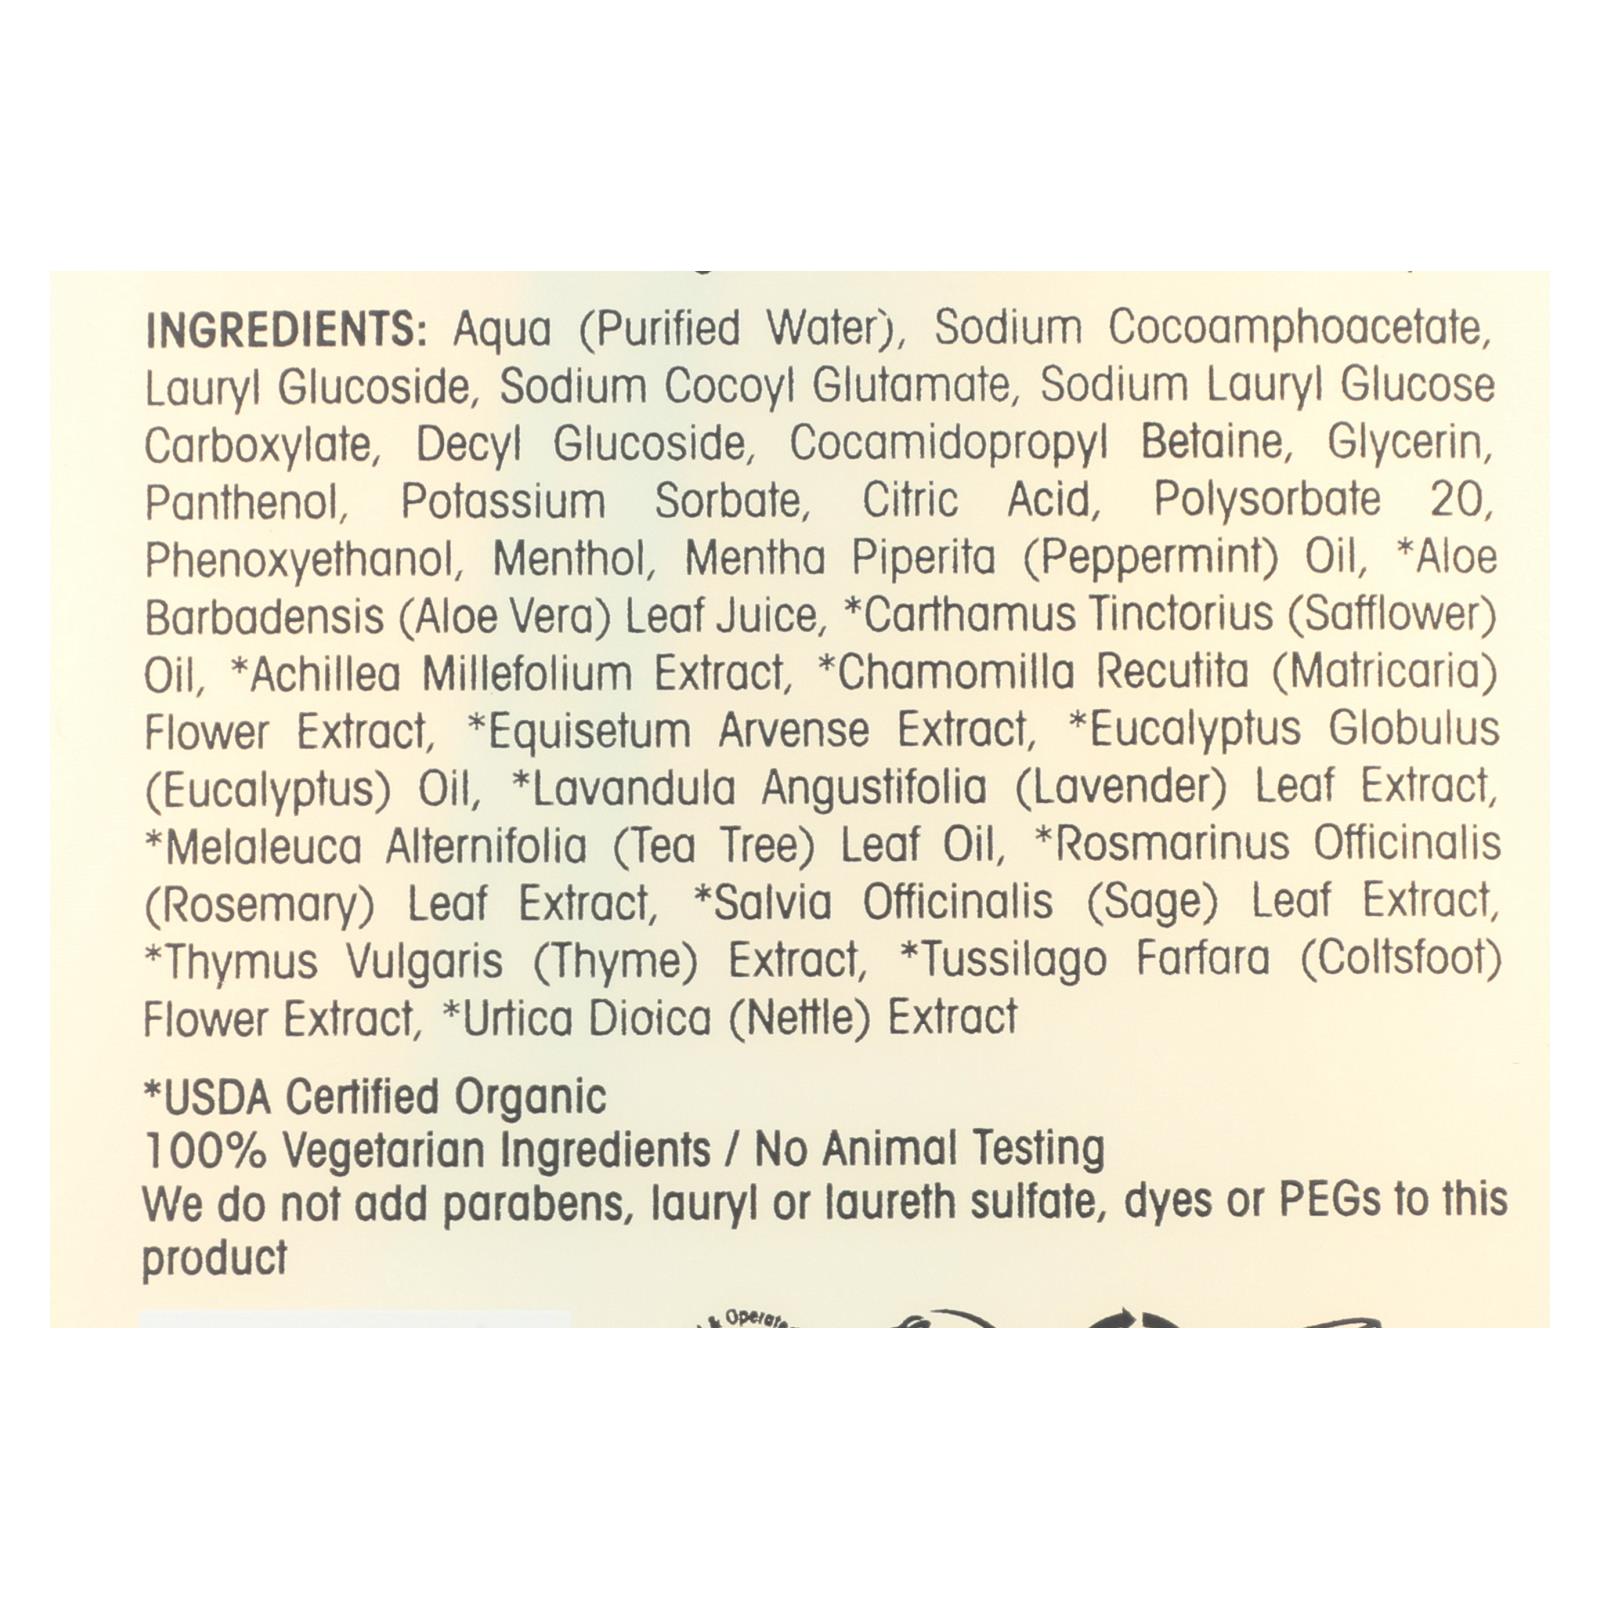 INGREDIENTS: Aqua (Purified Water), Sodium Cocoamphoacetate,
Lauryl Glucoside, Sodium Cocoyl Glutamate, Sodium Lauryl Glucose
Carboxylate, Decyl Glucoside, Cocamidopropyl Betaine, Glycerin,
Panthenol, Potassium Sorbate, Citric Acid, Polysorbate 20,
Phenoxyethanol, Menthol, Mentha Piperita (Peppermint) Oil, *Aloe
Barbadensis (Aloe Vera) Leaf Juice, *Carthamus Tinctorius (Safflower)
Oil, *Achillea Millefolium Extract, *Chamomilla Recutita (Matricaria)
Flower Extract, *Equisetum Arvense Extract, *Eucalyptus Globulus
(Eucalyptus) Oil, *Lavandula Angustifolia (Lavender) Leaf Extract,
*Melaleuca Alternifolia (Tea Tree) Leaf Oil, *Rosmarinus Officinalis
(Rosemary) Leaf Extract, *Salvia Officinalis (Sage) Leaf Extract,
*Thymus Vulgaris (Thyme) Extract, *Tussilago Farfara (Coltsfoot)
Flower Extract, *Urtica Dioica (Nettle) Extract
*USDA Certified Organic
100% Vegetarian Ingredients / No Animal Testing
We do not add parabens, lauryl or laureth sulfate, dyes or PEGs to this
product
& Operate